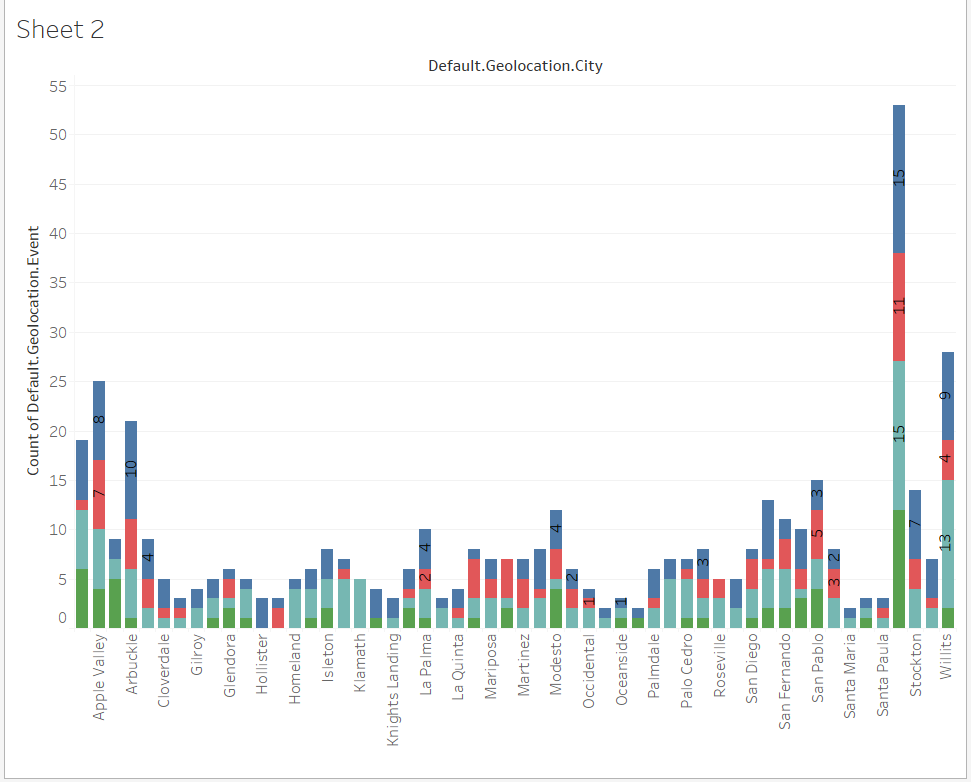 Sheet 2
Default.Geolocation.City
Count of Default.Geolocation.Event
55
50
45
40
35
30
25
20
15
10
5
0
8
7
10
4
4
2
4
2
1
1
3
3
5
2
3
15
11
15
7
9
4
13
Apple Valley
Arbuckle
Cloverdale
Gilroy
Glendora
Hollister
Homeland
Isleton
Klamath
Knights Landing
La Palma
La Quinta
Mariposa
Martinez
Modesto
Occidental
Oceanside
Palmdale
Palo Cedro
Roseville
San Diego
San Fernando
San Pablo
Santa Maria
Santa Paula
Stockton
Willits